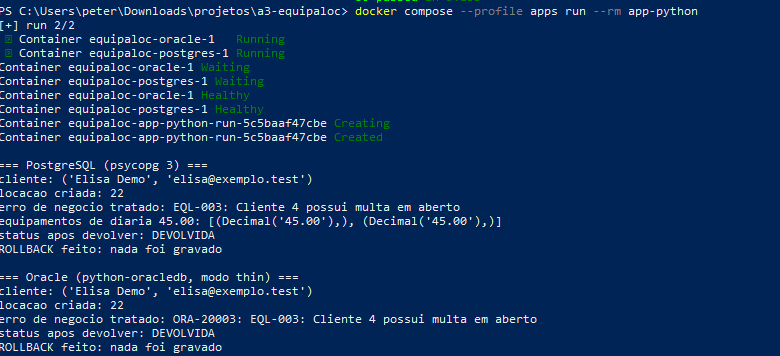 PS C:\Users\peter\Downloads\projetos\a3-equipaloc> docker compose --profile apps run --rm app-python
[+] run 2/2
Container equipaloc-oracle-1 Running
Container equipaloc-postgres-1 Running
Container equipaloc-oracle-1 Waiting
Container equipaloc-postgres-1 Waiting
Container equipaloc-oracle-1 Healthy
Container equipaloc-postgres-1 Healthy
Container equipaloc-app-python-run-5c5baaf47cbe Creating
Container equipaloc-app-python-run-5c5baaf47cbe Created
=== PostgreSQL (psycopg 3) ===
cliente: ('Elisa Demo', 'elisa@exemplo.test')
locacao criada: 22
erro de negocio tratado: EQL-003: Cliente 4 possui multa em aberto
equipamentos de diaria 45.00: [(Decimal('45.00'),), (Decimal('45.00'),)]
status apos devolver: DEVOLVIDA
ROLLBACK feito: nada foi gravado
=== Oracle (python-oracledb, modo thin) ===
cliente: ('Elisa Demo', 'elisa@exemplo.test')
locacao criada: 22
erro de negocio tratado: ORA-20003: EQL-003: Cliente 4 possui multa em aberto
status apos devolver: DEVOLVIDA
ROLLBACK feito: nada foi gravado